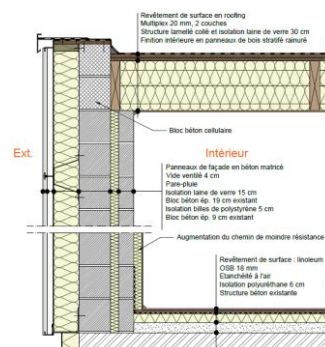 Revêtement de surface en roofing
Multiplex 20 mm, 2 couches
Structure lamellé collé et isolation laine de verre 30 cm
Finition intérieure en panneaux de bois stratifié rainuré
Bloc béton cellulaire
Ext.
Intérieur
Panneaux de façade en béton matricé
Vide ventilé 4 cm
Pare-pluie
Isolation laine de verre 15 cm
Bloc béton ép. 19 cm existant
Isolation billes de polystyrène 5 cm
Bloc béton ép. 9 cm existant
Augmentation du chemin de moindre résistance
Revêtement de surface : linoleum
OSB 18 mm
Etanchéité à l'air
Isolation polyuréthane 6 cm
Structure béton existante